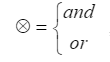 ⊗ = { and
or